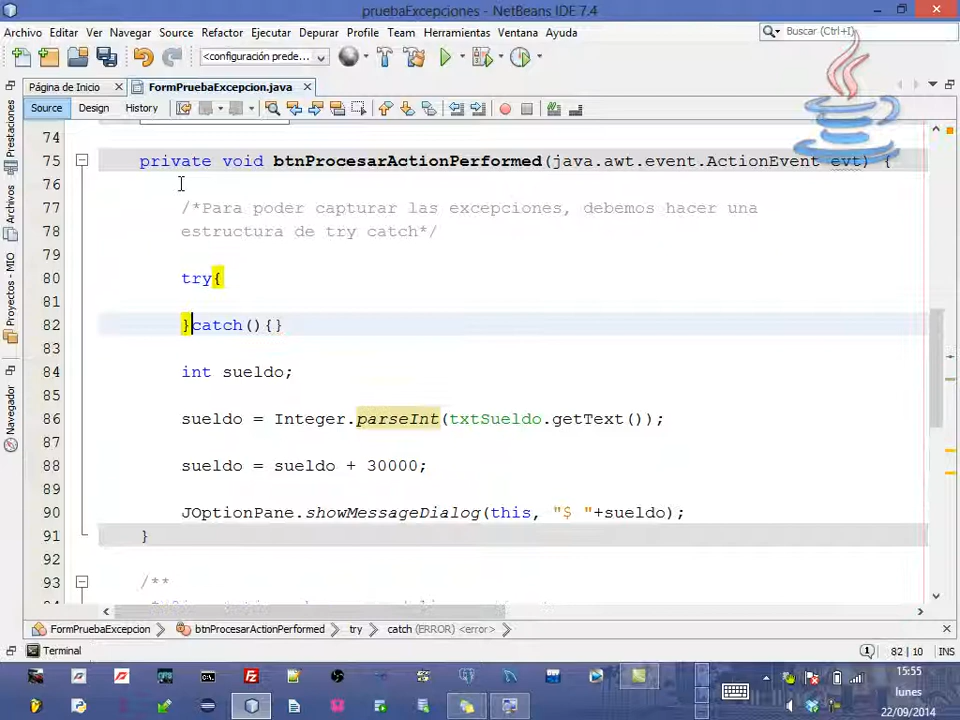 pruebaExcepciones - NetBeans IDE 7.4
Archivo Editar Ver Navegar Source Refactor Ejecutar Depurar Profile Team Herramientas Ventana Ayuda
Buscar (Ctrl+I)
<configuración prede...
Página de Inicio
FormPruebaExcepcion.java
Source Design History
Prestaciones
Archivos
Proyectos - MIO
Navegador
74
75 private void btnProcesarActionPerformed(java.awt.event.ActionEvent evt) {
76
77 /*Para poder capturar las excepciones, debemos hacer una
78 estructura de try catch*/
79
80 try{
81
82 }catch(){}
83
84 int sueldo;
85
86 sueldo = Integer.parseInt(txtSueldo.getText());
87
88 sueldo = sueldo + 30000;
89
90 JOptionPane.showMessageDialog(this, "$ "+sueldo);
91 }
92
93 /**
FormPruebaExcepcion btnProcesarActionPerformed try catch (ERROR) <error>
Terminal
1
82 | 10 INS
15:55
lunes
22/09/2014